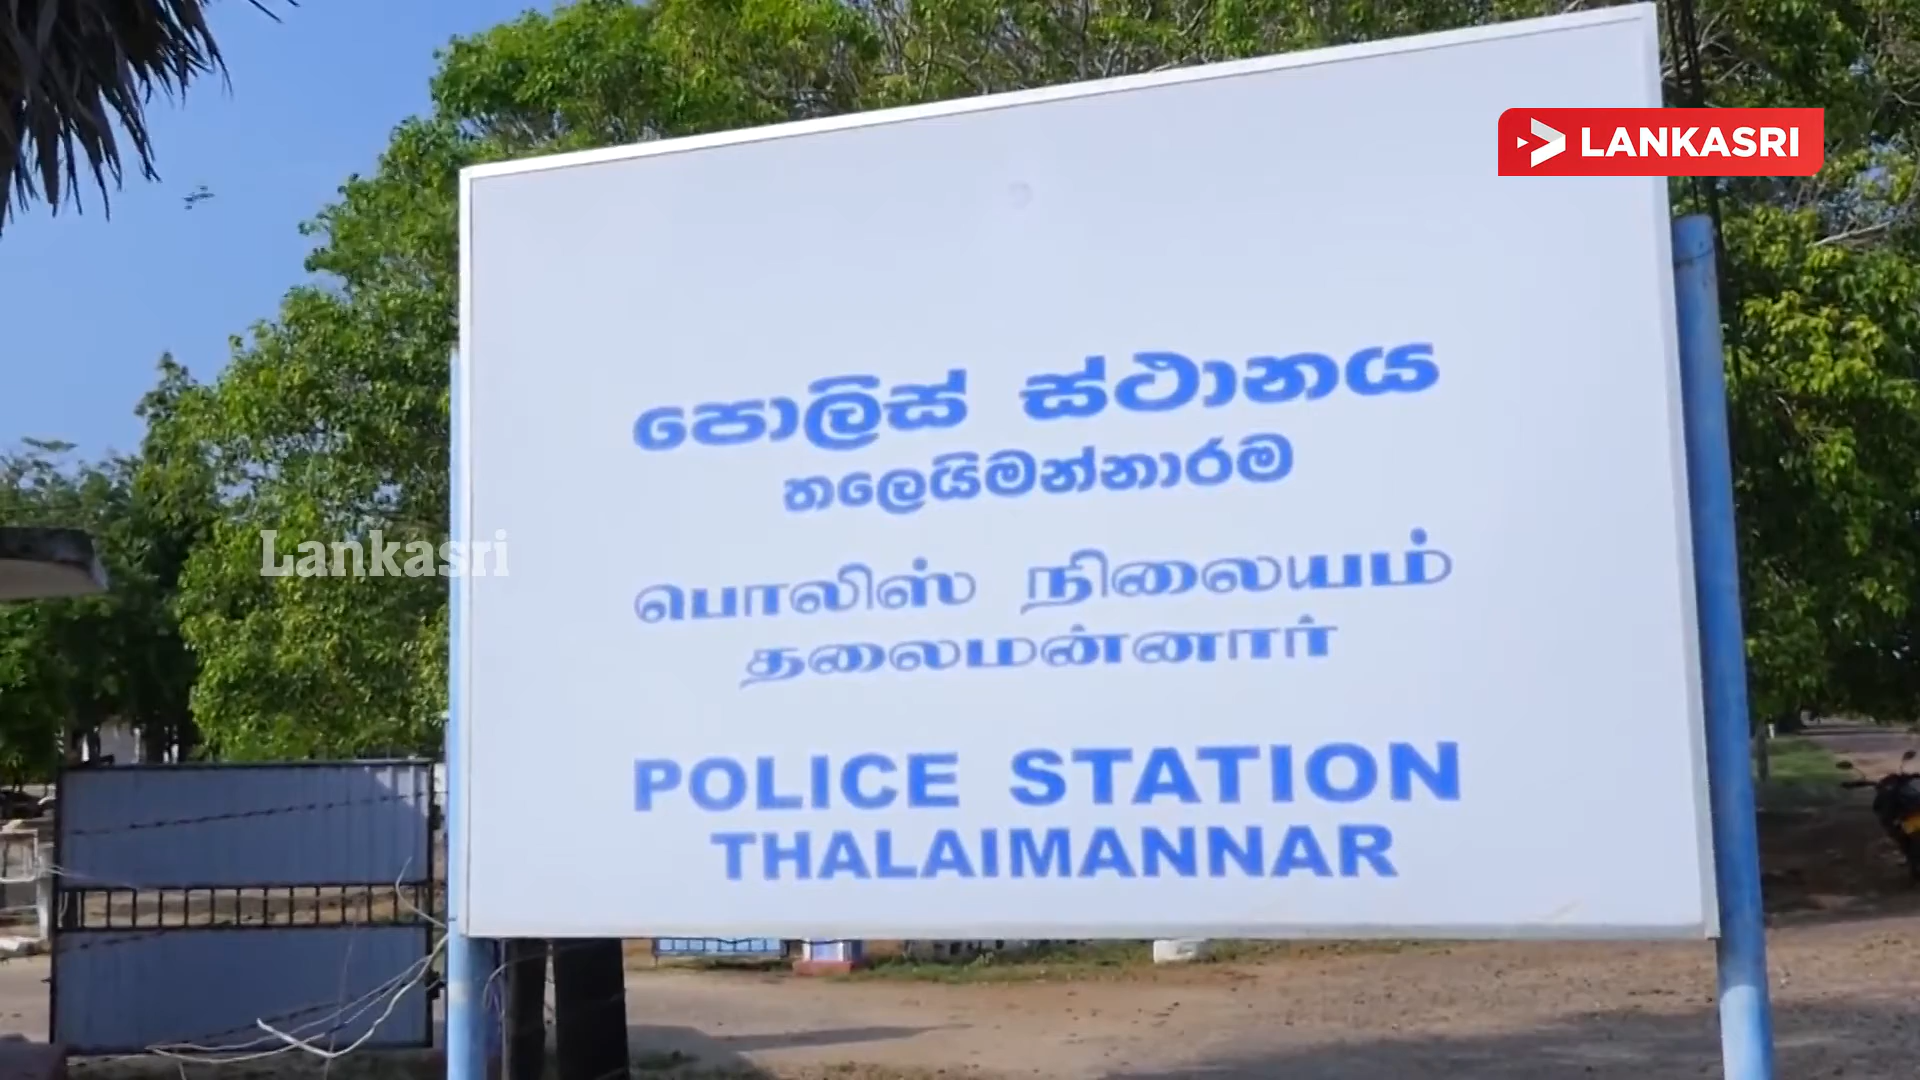 LANKASRI
පොලිස් ස්ථානය
තලෙයිමන්නාරම
Lankasri
பொலிஸ் நிலையம்
தலைமன்னார்
POLICE STATION
THALAIMANNAR